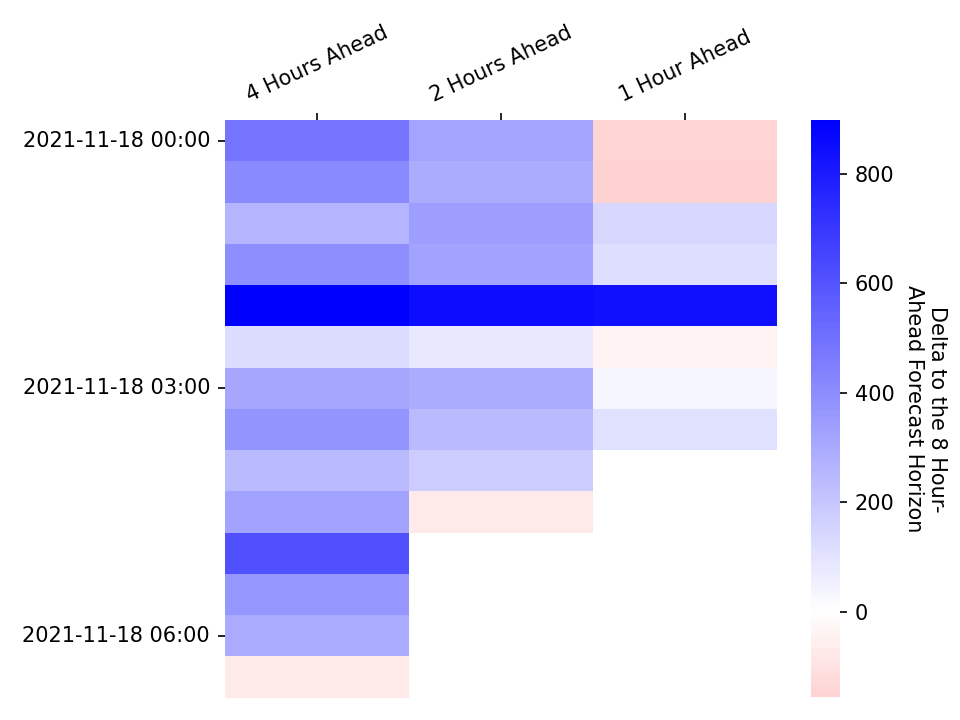 4 Hours Ahead
2 Hours Ahead
1 Hour Ahead
2021-11-18 00:00
2021-11-18 03:00
2021-11-18 06:00
800
600
400
200
0
Delta to the 8 Hour-
Ahead Forecast Horizon